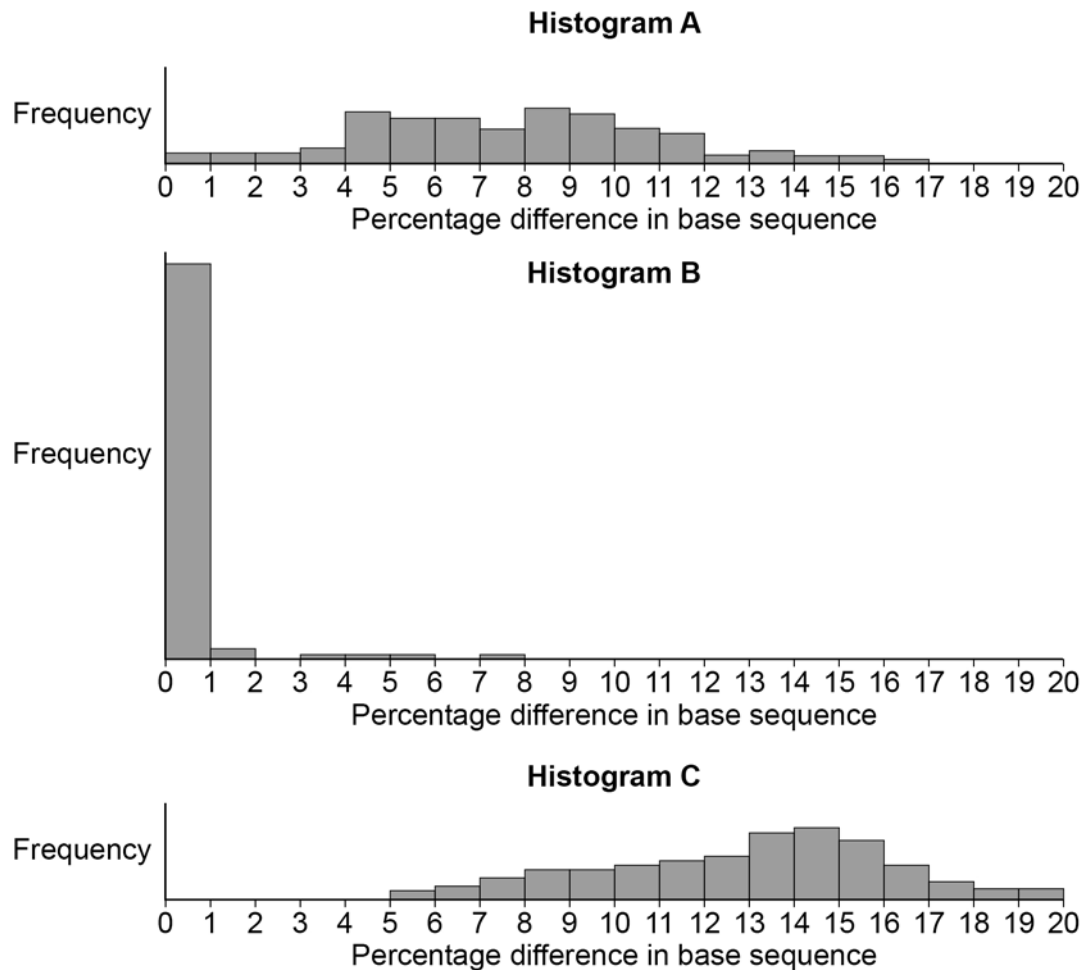 Histogram A
Frequency
0 1 2 3 4 5 6 7 8 9 10 11 12 13 14 15 16 17 18 19 20
Percentage difference in base sequence
Histogram B
Frequency
0 1 2 3 4 5 6 7 8 9 10 11 12 13 14 15 16 17 18 19 20
Percentage difference in base sequence
Histogram C
Frequency
0 1 2 3 4 5 6 7 8 9 10 11 12 13 14 15 16 17 18 19 20
Percentage difference in base sequence